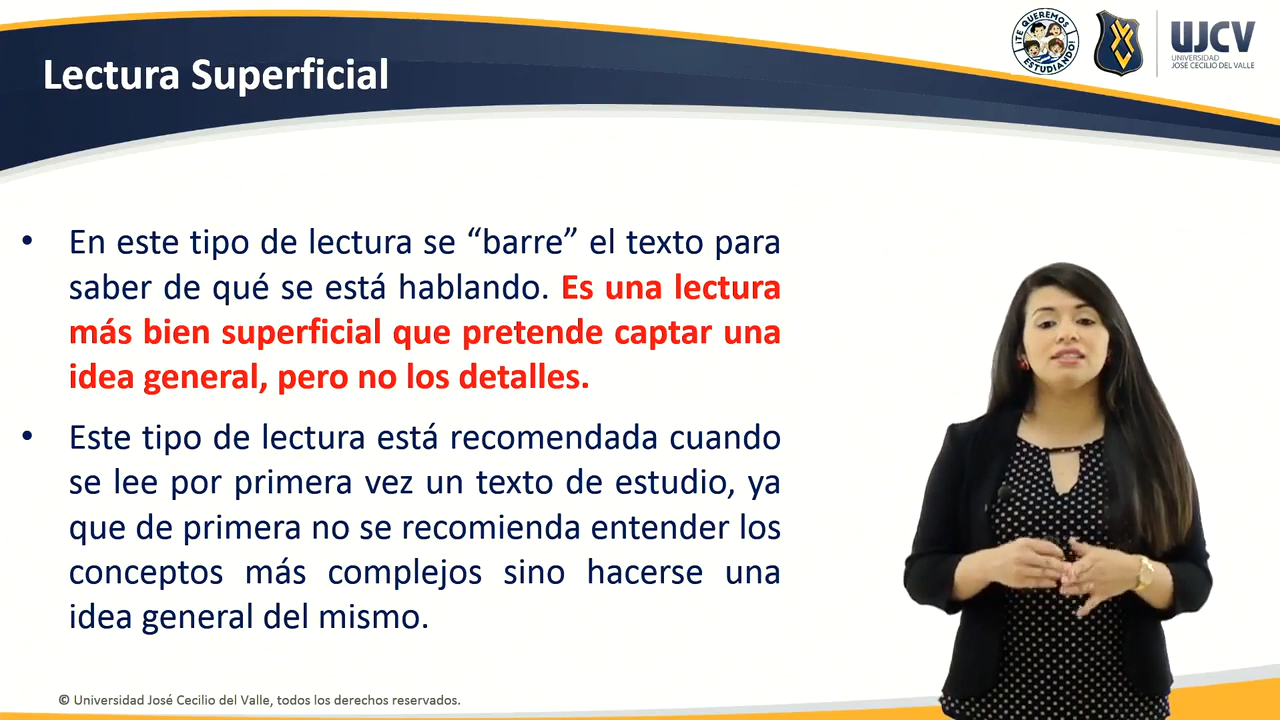 ¡TE QUEREMOS
ESTUDIANDO!
UJCV
UNIVERSIDAD
JOSÉ CECILIO DEL VALLE
Lectura Superficial
• En este tipo de lectura se “barre” el texto para
saber de qué se está hablando. Es una lectura
más bien superficial que pretende captar una
idea general, pero no los detalles.
• Este tipo de lectura está recomendada cuando
se lee por primera vez un texto de estudio, ya
que de primera no se recomienda entender los
conceptos más complejos sino hacerse una
idea general del mismo.
© Universidad José Cecilio del Valle, todos los derechos reservados.